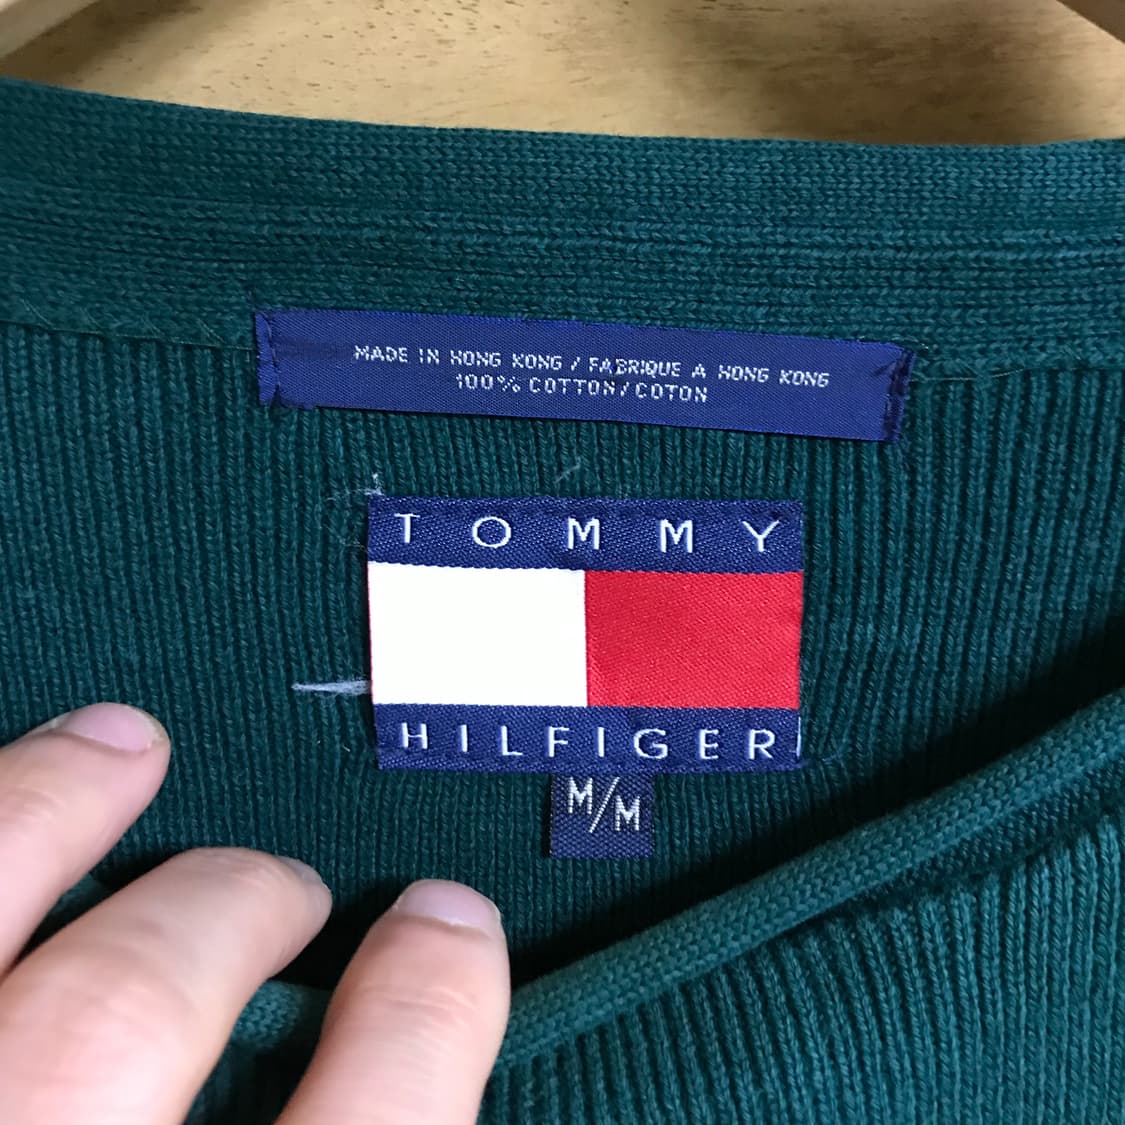 MADE IN HONG KONG / FABRIQUE A HONG KONG
100% COTTON/COTON
TOMMY
HILFIGER
M/M